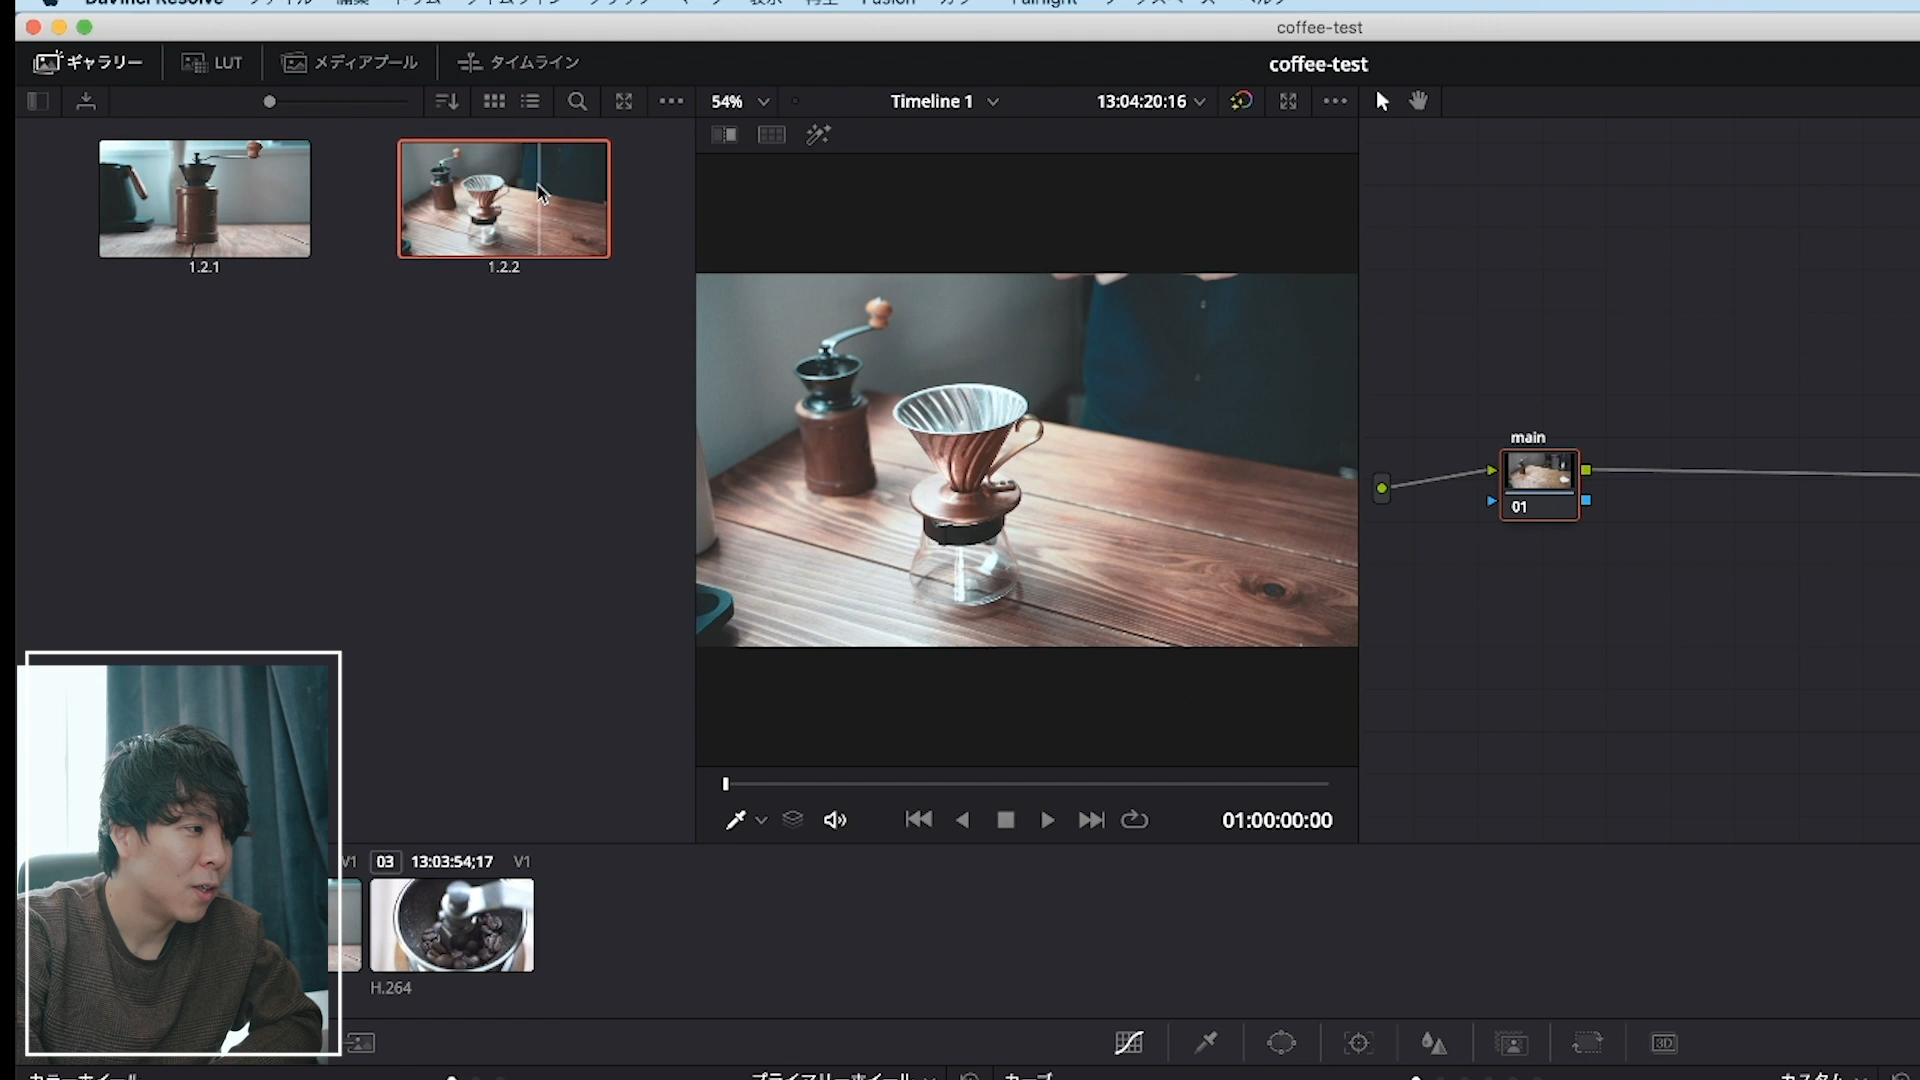 DaVinci Resolve ファイル 編集 トリム タイムライン クリップ マーク 表示 再生 Fusion カラー Fairlight ワークスペース ヘルプ
coffee-test
ギャラリー LUT メディアプール タイムライン coffee-test
54% Timeline 1 13:04:20:16
1.2.1 1.2.2
main
01
01:00:00:00
V1 03 13:03:54;17 V1
H.264
3D
カラーホイール プライマリーホイール カーブ カスタム